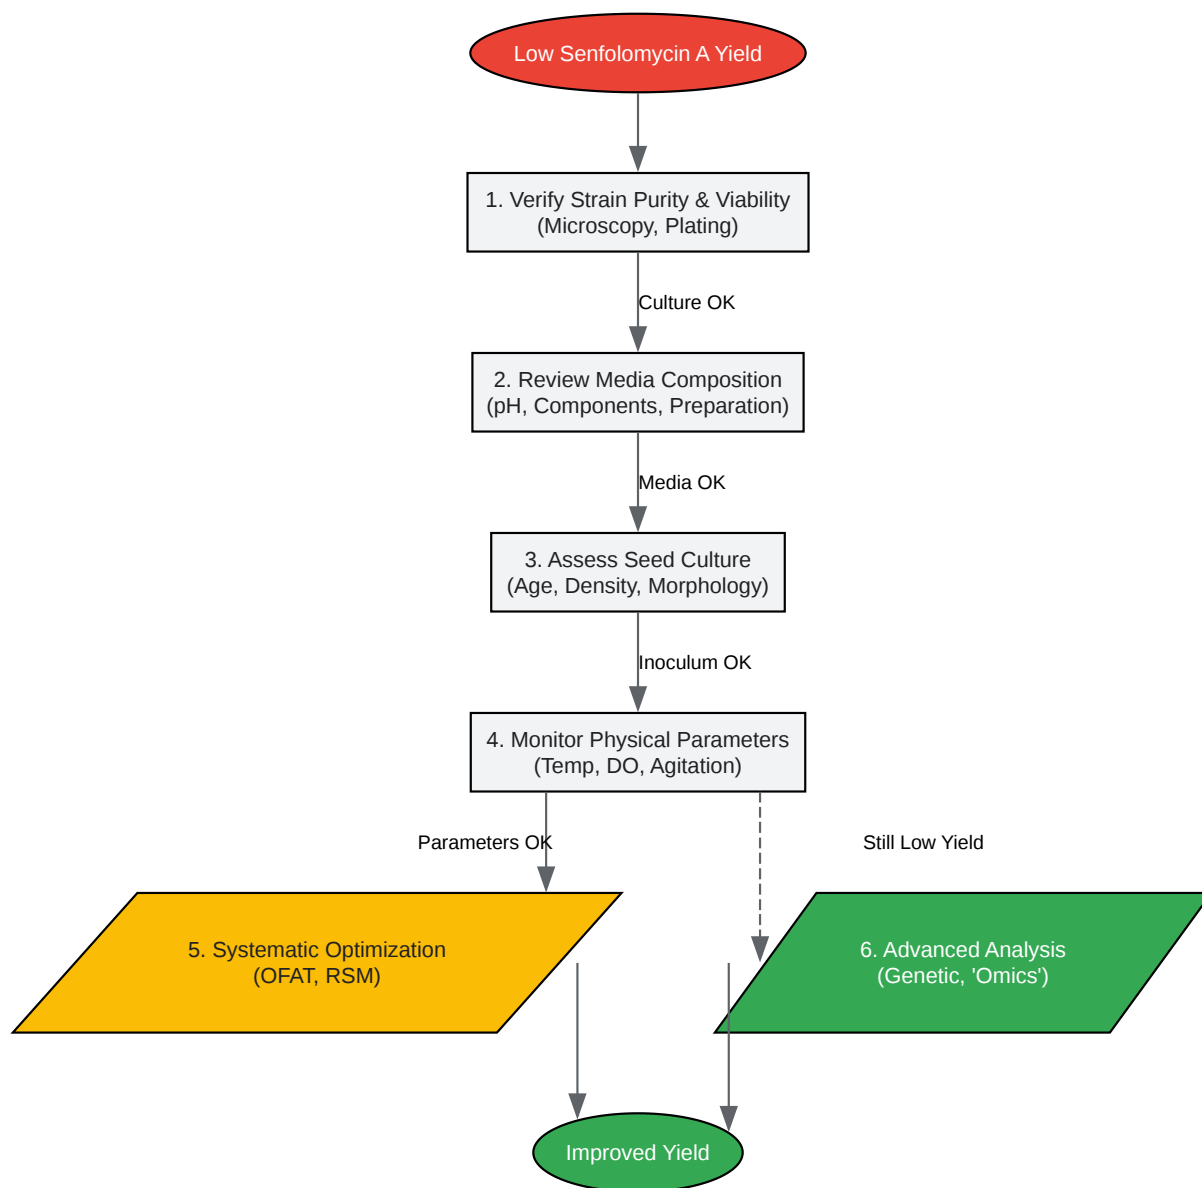 Low Senfolomycin A Yield
1. Verify Strain Purity & Viability
(Microscopy, Plating)
Culture OK
2. Review Media Composition
(pH, Components, Preparation)
Media OK
3. Assess Seed Culture
(Age, Density, Morphology)
Inoculum OK
4. Monitor Physical Parameters
(Temp, DO, Agitation)
Parameters OK
Still Low Yield
5. Systematic Optimization
(OFAT, RSM)
6. Advanced Analysis
(Genetic, 'Omics')
Improved Yield